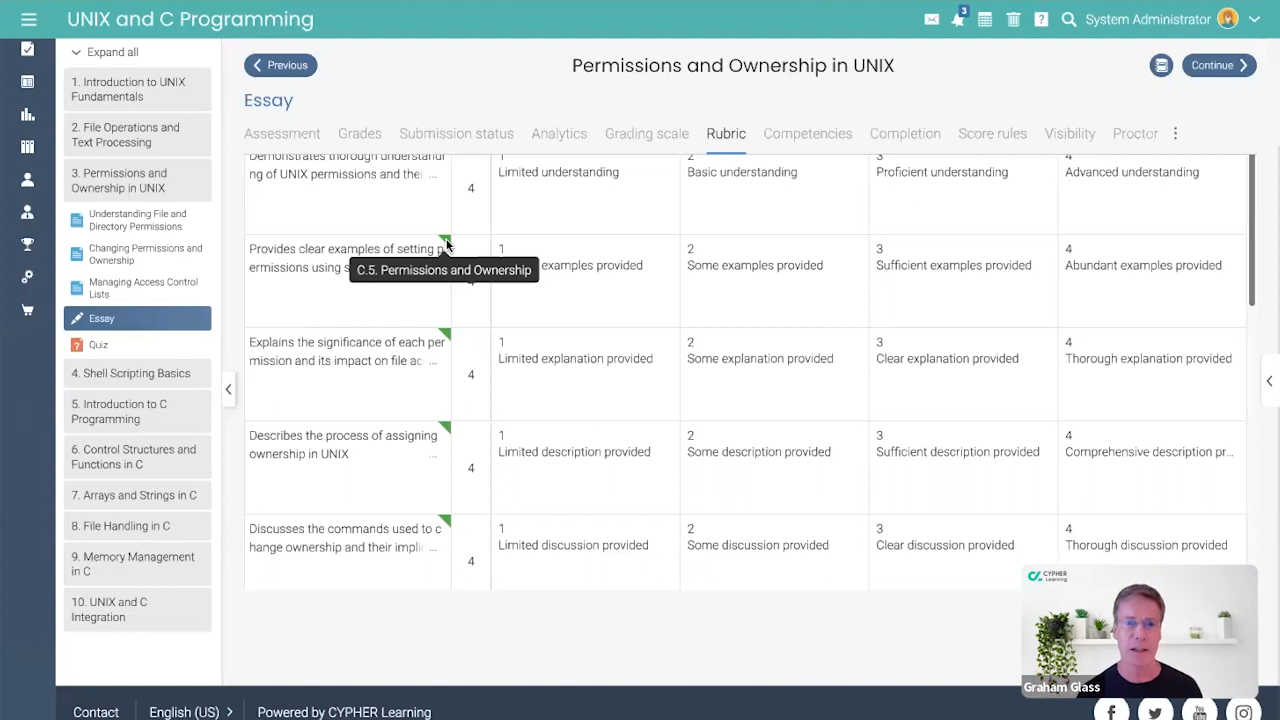 UNIX and C Programming
3
System Administrator
Expand all
1. Introduction to UNIX
Fundamentals
2. File Operations and
Text Processing
3. Permissions and
Ownership in UNIX
Understanding File and
Directory Permissions
Changing Permissions and
Ownership
Managing Access Control
Lists
Essay
Quiz
4. Shell Scripting Basics
5. Introduction to C
Programming
6. Control Structures and
Functions in C
7. Arrays and Strings in C
8. File Handling in C
9. Memory Management
in C
10. UNIX and C
Integration
Previous
Permissions and Ownership in UNIX
Continue
Essay
Assessment Grades Submission status Analytics Grading scale Rubric Competencies Completion Score rules Visibility Proctor
Demonstrates thorough understandi
ng of UNIX permissions and thei ...
4
1
Limited understanding
2
Basic understanding
3
Proficient understanding
4
Advanced understanding
Provides clear examples of setting p
ermissions using s
C.5. Permissions and Ownership
4
1
examples provided
2
Some examples provided
3
Sufficient examples provided
4
Abundant examples provided
Explains the significance of each per
mission and its impact on file ac ...
4
1
Limited explanation provided
2
Some explanation provided
3
Clear explanation provided
4
Thorough explanation provided
Describes the process of assigning
ownership in UNIX ...
4
1
Limited description provided
2
Some description provided
3
Sufficient description provided
4
Comprehensive description pr...
Discusses the commands used to c
hange ownership and their impli ...
4
1
Limited discussion provided
2
Some discussion provided
3
Clear discussion provided
4
Thorough discussion provided
CYPHER
Learning
Graham Glass
Contact
English (US)
Powered by CYPHER Learning